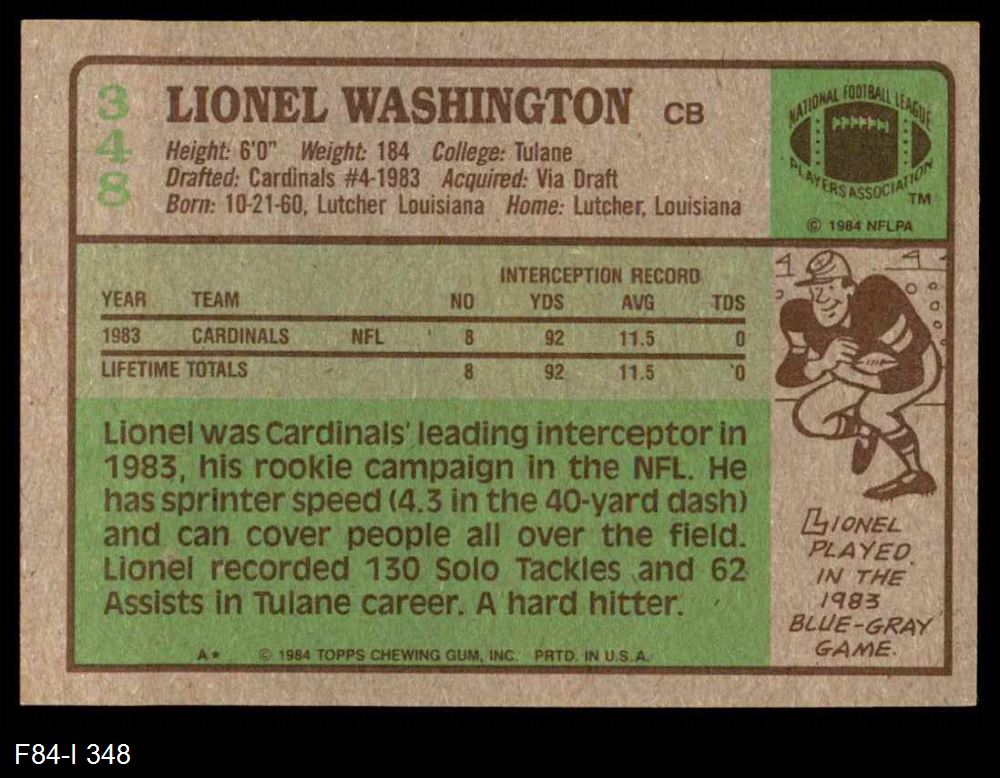 348
LIONEL WASHINGTON CB
Height: 6'0" Weight: 184 College: Tulane
Drafted: Cardinals #4-1983 Acquired: Via Draft
Born: 10-21-60, Lutcher Louisiana Home: Lutcher, Louisiana
NATIONAL FOOTBALL LEAGUE
PLAYERS ASSOCIATION
TM
© 1984 NFLPA
INTERCEPTION RECORD
YEAR TEAM NO YDS AVG TDS
1983 CARDINALS NFL 8 92 11.5 0
LIFETIME TOTALS 8 92 11.5 0
Lionel was Cardinals' leading interceptor in
1983, his rookie campaign in the NFL. He
has sprinter speed (4.3 in the 40-yard dash)
and can cover people all over the field.
Lionel recorded 130 Solo Tackles and 62
Assists in Tulane career. A hard hitter.
A* © 1984 TOPPS CHEWING GUM, INC. PRTD. IN U.S.A.
4 4
LIONEL
PLAYED
IN THE
1983
BLUE-GRAY
GAME.
F84-I 348